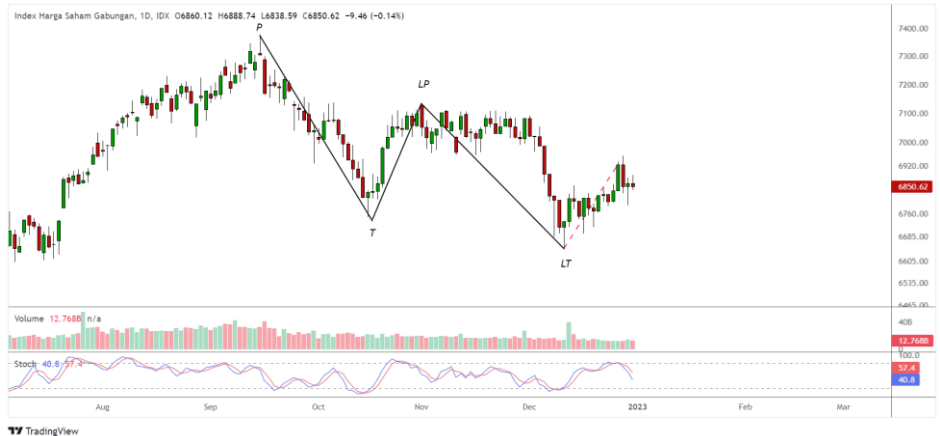 Index Harga Saham Gabungan, 1D, IDX O6860.12 H6888.74 L6838.59 C6850.62 -9.46 (-0.14%)
P
LP
T
LT
7400.00
7300.00
7200.00
7100.00
7000.00
6920.00
6850.62
6760.00
6685.00
6605.00
6535.00
6465.00
Volume 12.768B n/a
40B
12.768B
0
Stoch 40.8 57.4
100.0
57.4
40.8
Aug Sep Oct Nov Dec 2023 Feb Mar
TradingView